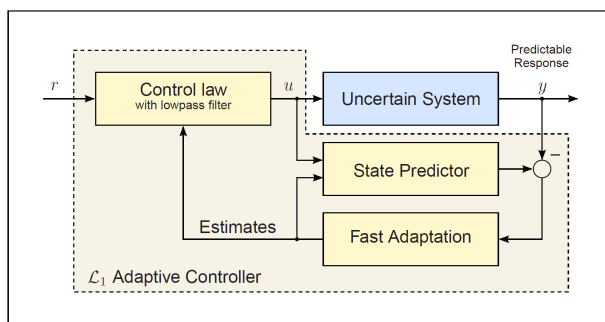 Predictable
Response
r
Control law
with lowpass filter
u
Uncertain System
y
−
State Predictor
Estimates
Fast Adaptation
ℒ₁ Adaptive Controller